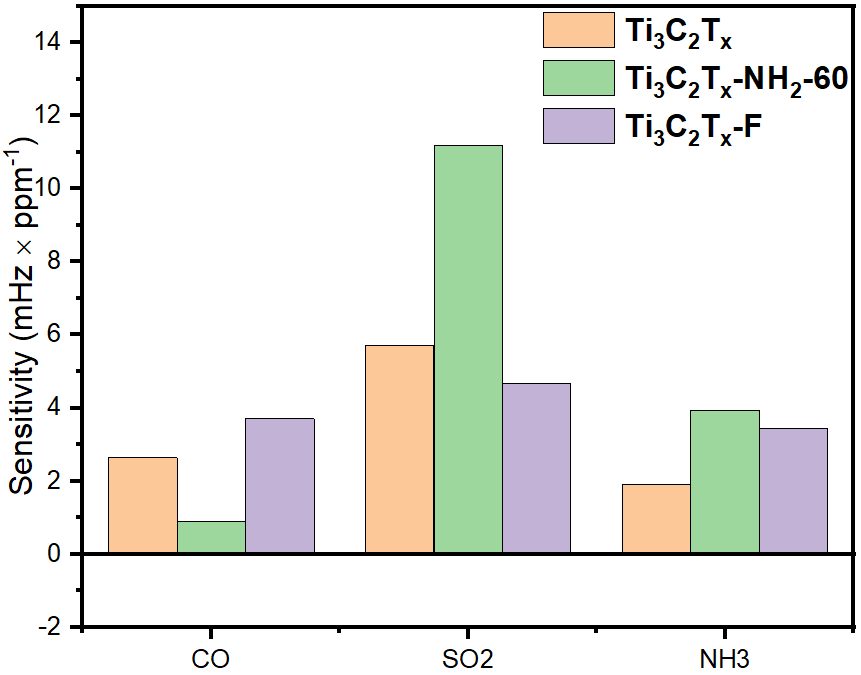 Ti₃C₂Tₓ
Ti₃C₂Tₓ-NH₂-60
Ti₃C₂Tₓ-F
Sensitivity (mHz × ppm⁻¹)
14
12
10
8
6
4
2
0
-2
CO
SO2
NH3